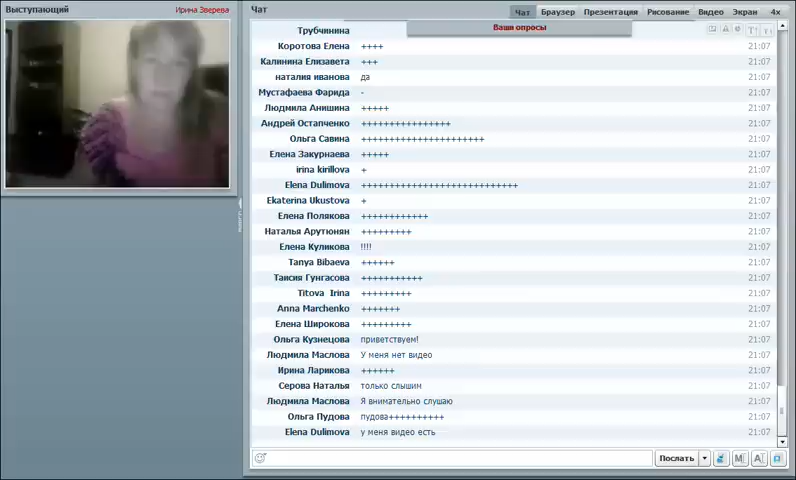 Выступающий Ирина Зверева
Чат Чат Браузер Презентация Рисование Видео Экран 4x
Ваши опросы
Трубчинина
Коротова Елена ++++ 21:07
Калинина Елизавета +++ 21:07
наталия иванова да 21:07
Мустафаева Фарида - 21:07
Людмила Анишина +++++ 21:07
Андрей Остапченко ++++++++++++++++ 21:07
Ольга Савина ++++++++++++++++++++++ 21:07
Елена Закурнаева +++++ 21:07
irina kirillova + 21:07
Elena Dulimova ++++++++++++++++++++++++++++ 21:07
Ekaterina Ukustova + 21:07
Елена Полякова ++++++++++++ 21:07
Наталья Арутюнян +++++++++ 21:07
Елена Куликова !!!! 21:07
Tanya Bibaeva ++++++ 21:07
Таисия Гунгасова +++++++++++ 21:07
Titova Irina +++++++++ 21:07
Anna Marchenko +++++++ 21:07
Елена Широкова +++++++++ 21:07
Ольга Кузнецова приветствуем! 21:07
Людмила Маслова У меня нет видео 21:07
Ирина Ларикова ++++++ 21:07
Серова Наталья только слышим 21:07
Людмила Маслова Я внимательно слушаю 21:07
Ольга Пудова пудова++++++++++ 21:07
Elena Dulimova у меня видео есть 21:07
Послать